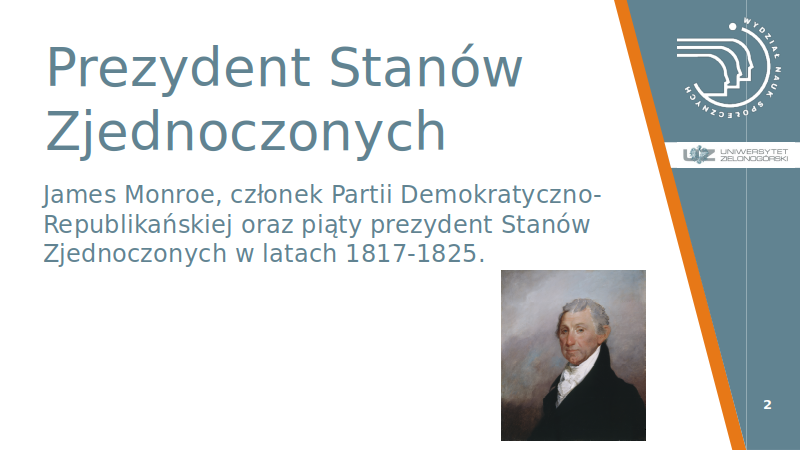 Prezydent Stanów
Zjednoczonych
James Monroe, członek Partii Demokratyczno-
Republikańskiej oraz piąty prezydent Stanów
Zjednoczonych w latach 1817-1825.
WYDZIAŁ NAUK SPOŁECZNYCH
UZ UNIWERSYTET
ZIELONOGÓRSKI
2